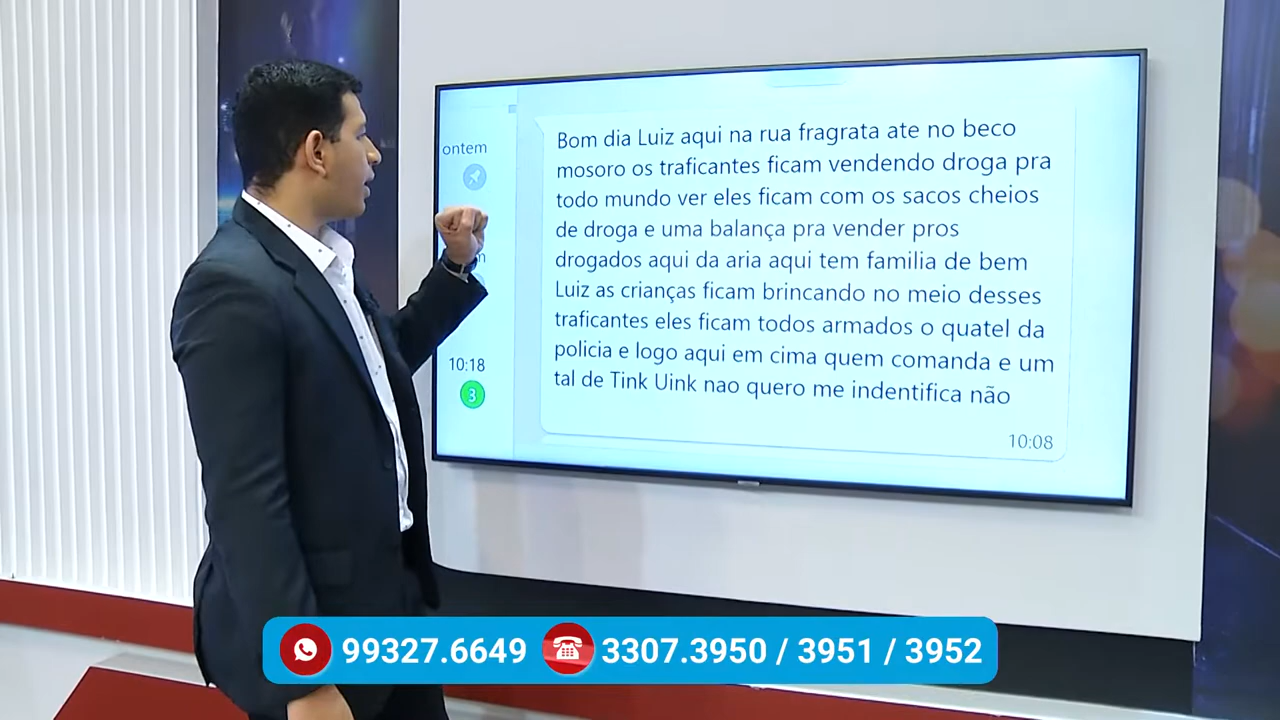 ontem
Bom dia Luiz aqui na rua fragrata ate no beco
mosoro os traficantes ficam vendendo droga pra
todo mundo ver eles ficam com os sacos cheios
de droga e uma balança pra vender pros
drogados aqui da aria aqui tem familia de bem
Luiz as crianças ficam brincando no meio desses
traficantes eles ficam todos armados o quatel da
policia e logo aqui em cima quem comanda e um
tal de Tink Uink nao quero me indentifica não
10:08
10:18
3
99327.6649 3307.3950 / 3951 / 3952